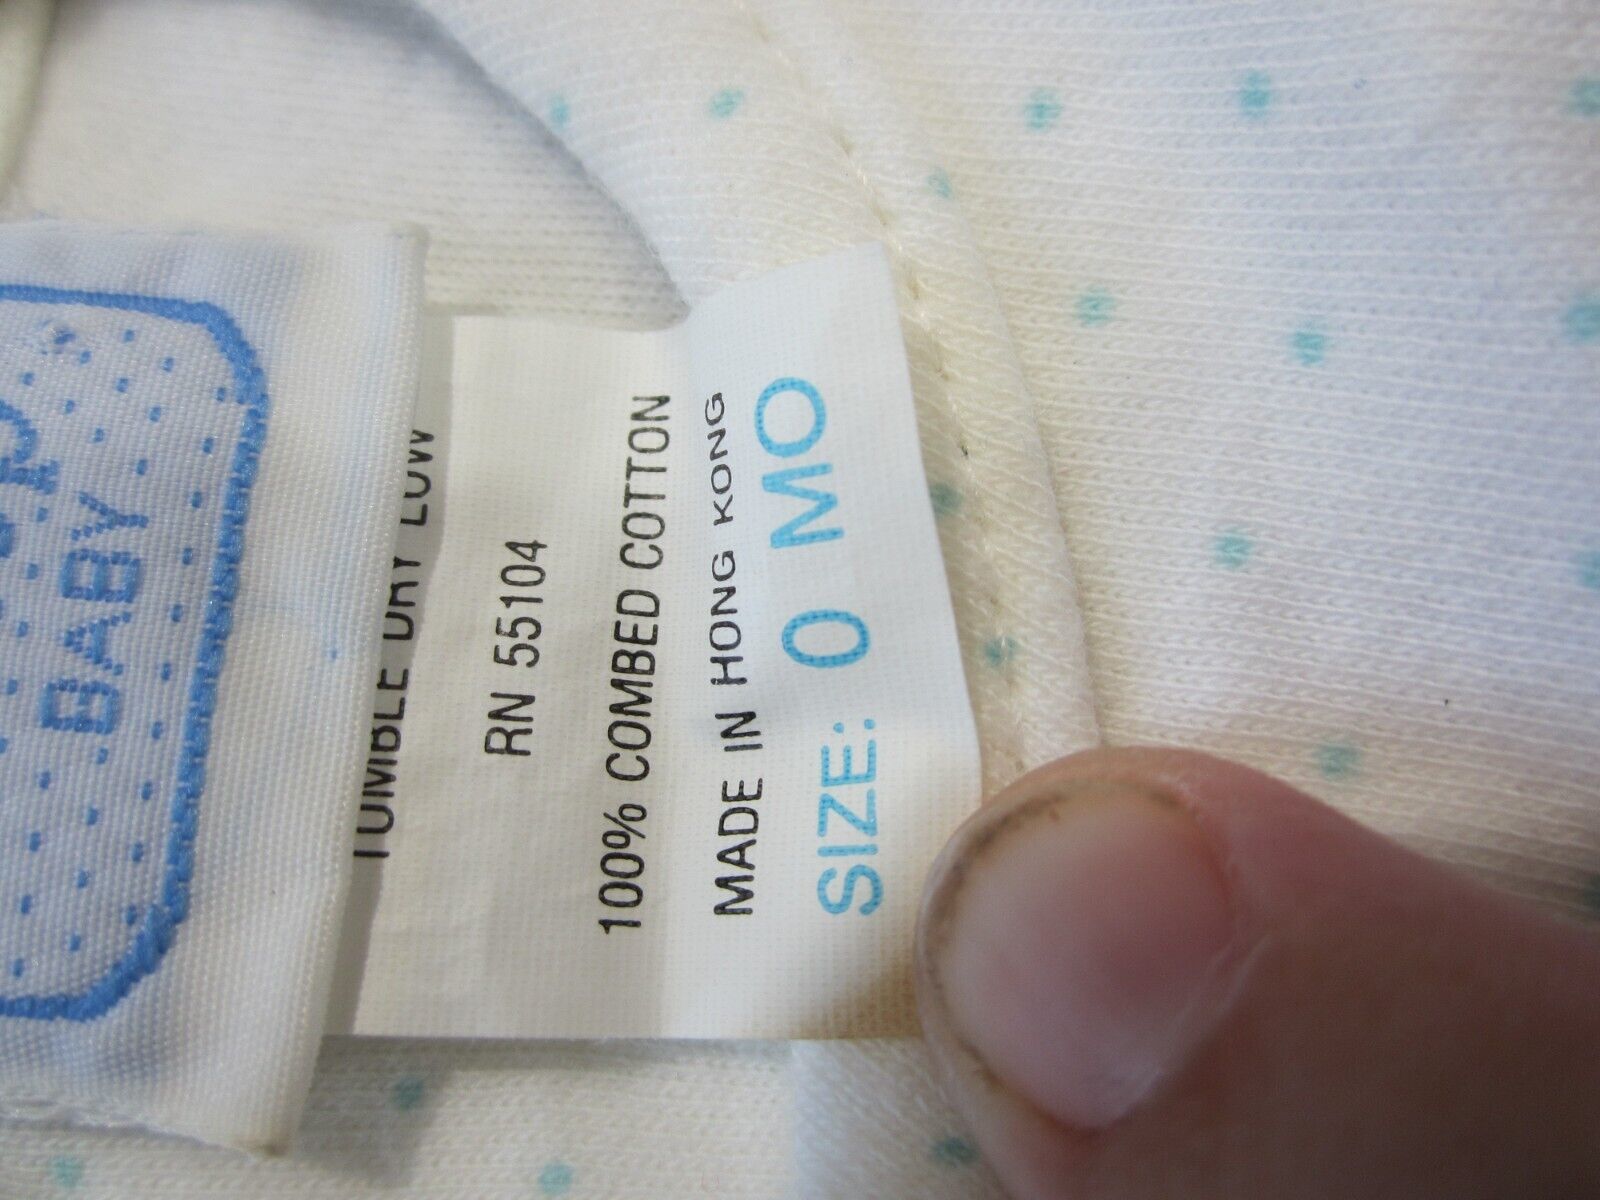 BABY
TUMBLE DRY LOW
RN 55104
100% COMBED COTTON
MADE IN HONG KONG
SIZE: 0 MO